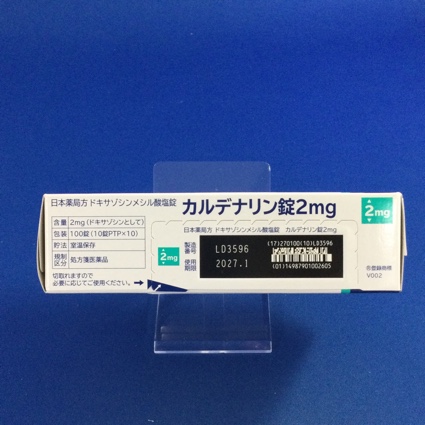 日本薬局方 ドキサゾシンメシル酸塩錠 カルデナリン錠2mg
2mg
含量 2mg(ドキサゾシンとして)
包装 100錠(10錠PTP×10)
貯法 室温保存
規制区分 処方箋医薬品
切取れますので
必要に応じてご使用ください。
日本薬局方 ドキサゾシンメシル酸塩錠 カルデナリン錠2mg
2mg
製造番号 LD3596
使用期限 2027.1
(17)270100(10)LD3596
(01)14987901002605
V002